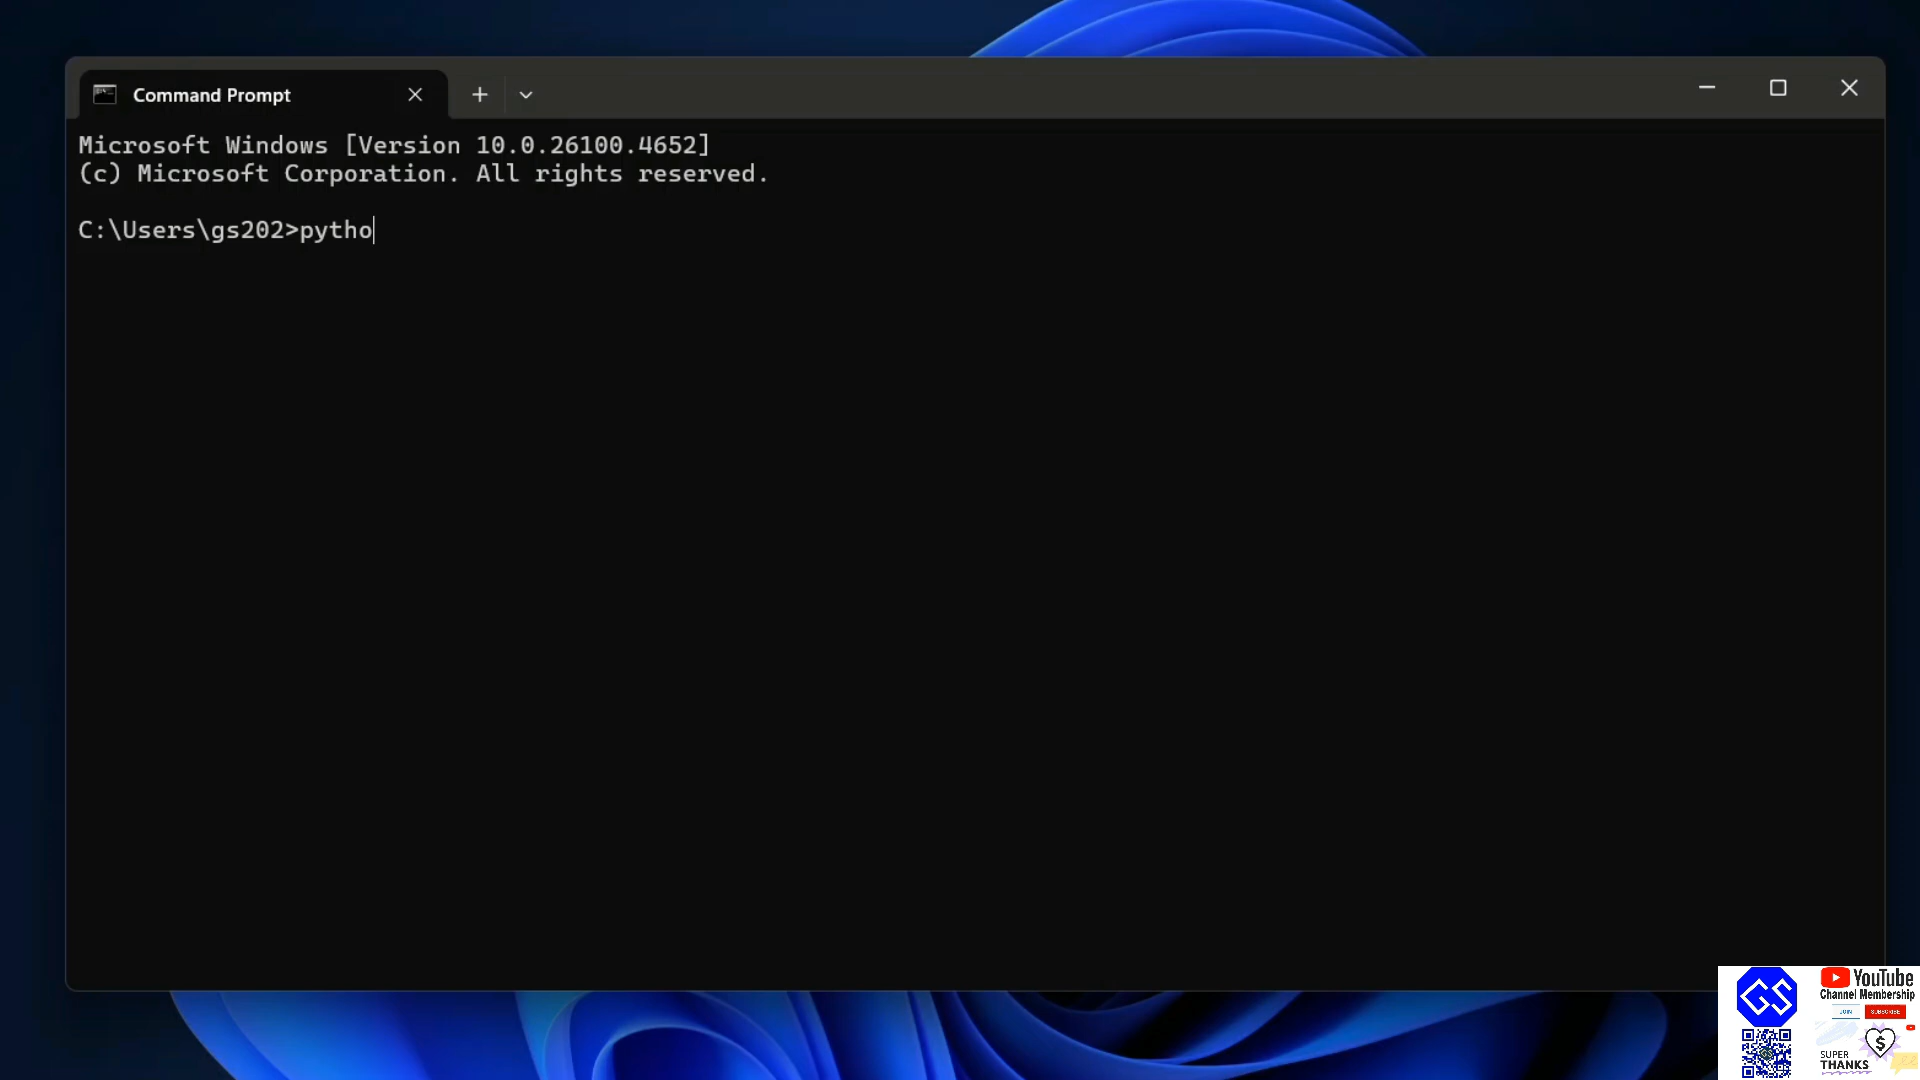 Command Prompt
Microsoft Windows [Version 10.0.26100.4652]
(c) Microsoft Corporation. All rights reserved.
C:\Users\gs202>pytho
GS
YouTube
Channel Membership
JOIN
SUBSCRIBE
$
SUPER
THANKS